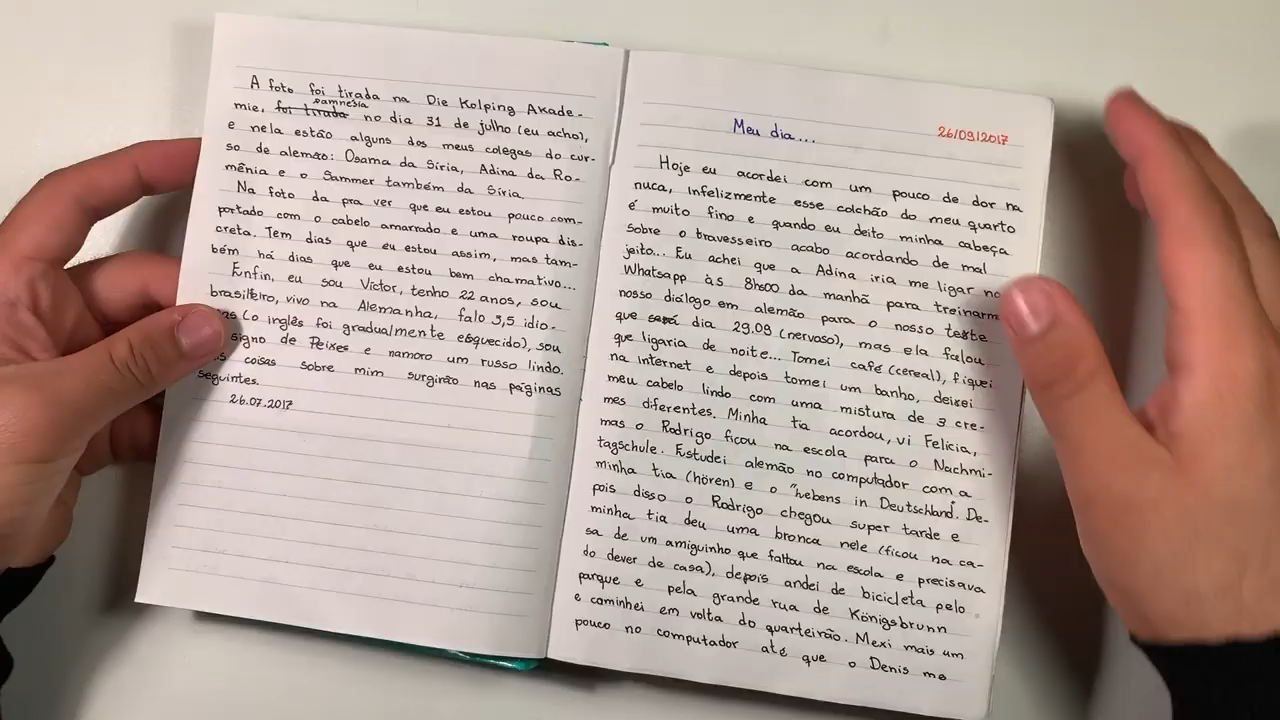 A foto foi tirada na Die Kolping Akade-
mie, foi tirada no dia 31 de julho (eu acho),
e nela estão alguns dos meus colegas do cur-
so de alemão: Osama da Síria, Adina da Ro-
mênia e o Sammer também da Síria.
Na foto da pra ver que eu estou pouco com-
portado com o cabelo amarrado e uma roupa dis-
creta. Tem dias que eu estou assim, mas tam-
bém há dias que eu estou bem chamativo...
Enfin, eu sou Victor, tenho 22 anos, sou
brasileiro, vivo na Alemanha, falo 3,5 idio-
(o inglês foi gradualmente esquecido), sou
signo de Peixes e namoro um russo lindo.
coisas sobre mim surgirão nas páginas
seguintes.
26.07.2017
Meu dia... 26/09/2017
Hoje eu acordei com um pouco de dor na
nuca, infelizmente esse colchão do meu quarto
é muito fino e quando eu deito minha cabeça
sobre o travesseiro acabo acordando de mal
jeito... Eu achei que a Adina iria me ligar no
Whatsapp às 8h00 da manhã para treinarm
nosso diálogo em alemão para o nosso teste
que será dia 29.09 (nervoso), mas ela falou
que ligaria de noite... Tomei café (cereal), fiquei
na internet e depois tomei um banho, deixei
meu cabelo lindo com uma mistura de 3 cre-
mes diferentes. Minha tia acordou, vi Felicia,
mas o Rodrigo ficou na escola para o Nachmi-
tagschule. Estudei alemão no computador com a
minha tia (hören) e o "hebens in Deutschland". De-
pois disso o Rodrigo chegou super tarde e
minha tia deu uma bronca nele (ficou na ca-
sa de um amiguinho que faltou na escola e precisava
do dever de casa), depois andei de bicicleta pelo
parque e pela grande rua de Königsbrunn
e caminhei em volta do quarteirão. Mexi mais um
pouco no computador até que o Denis me